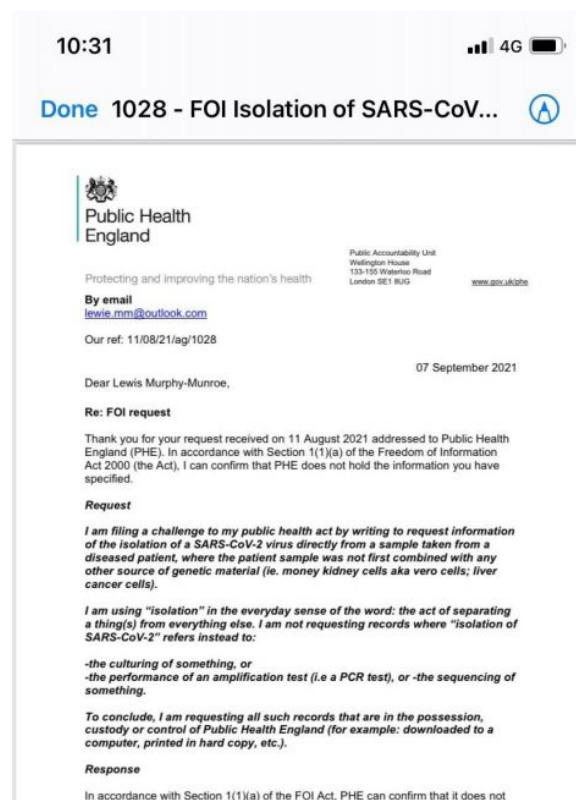 10:31
4G
Done 1028 - FOI Isolation of SARS-CoV...
Public Health
England
Public Accountability Unit
Wellington House
133-155 Waterloo Road
Protecting and improving the nation's health
London SE1 8UG
www.gov.uk/phe
By email
lewie.mm@outlook.com
Our ref: 11/08/21/ag/1028
07 September 2021
Dear Lewis Murphy-Munroe,
Re: FOI request
Thank you for your request received on 11 August 2021 addressed to Public Health
England (PHE). In accordance with Section 1(1)(a) of the Freedom of Information
Act 2000 (the Act), I can confirm that PHE does not hold the information you have
specified.
Request
I am filing a challenge to my public health act by writing to request information
of the isolation of a SARS-CoV-2 virus directly from a sample taken from a
diseased patient, where the patient sample was not first combined with any
other source of genetic material (ie. money kidney cells aka vero cells; liver
cancer cells).
I am using “isolation” in the everyday sense of the word: the act of separating
a thing(s) from everything else. I am not requesting records where “isolation of
SARS-CoV-2” refers instead to:
-the culturing of something, or
-the performance of an amplification test (i.e a PCR test), or -the sequencing of
something.
To conclude, I am requesting all such records that are in the possession,
custody or control of Public Health England (for example: downloaded to a
computer, printed in hard copy, etc.).
Response
In accordance with Section 1(1)(a) of the FOI Act, PHE can confirm that it does not